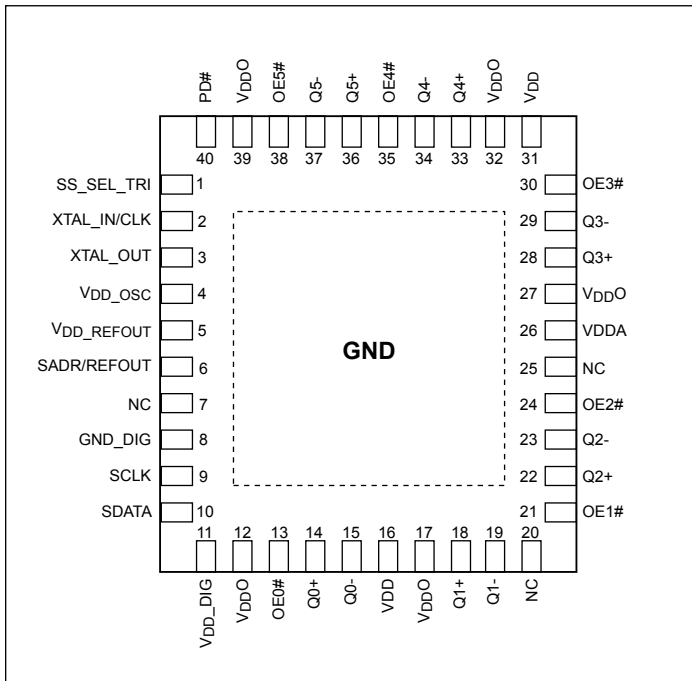 PD#
VDDO
OE5#
Q5-
Q5+
OE4#
Q4-
Q4+
VDDO
VDD
40 39 38 37 36 35 34 33 32 31
SS_SEL_TRI 1
XTAL_IN/CLK 2
XTAL_OUT 3
VDD_OSC 4
VDD_REFOUT 5
SADR/REFOUT 6
NC 7
GND_DIG 8
SCLK 9
SDATA 10
GND
30 OE3#
29 Q3-
28 Q3+
27 VDDO
26 VDDA
25 NC
24 OE2#
23 Q2-
22 Q2+
21 OE1#
11 12 13 14 15 16 17 18 19 20
VDD_DIG
VDDO
OE0#
Q0+
Q0-
VDD
VDDO
Q1+
Q1-
NC